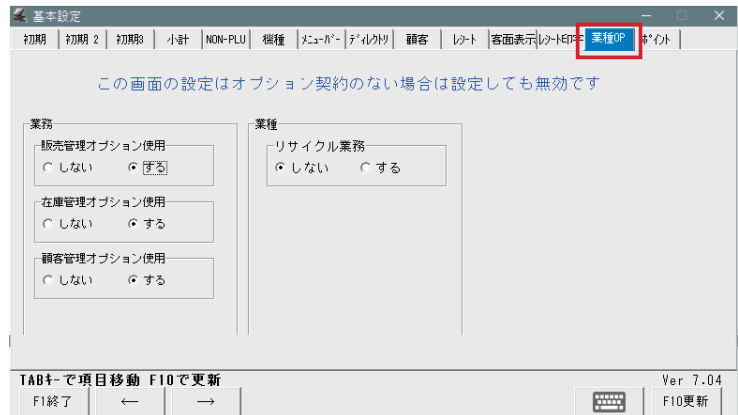 基本設定
初期 初期 2 初期3 小計 NON-PLU 機種 メニューバー ディレクトリ 顧客 レシート 客面表示 レシート印字 業種OP ポイント
この画面の設定はオプション契約のない場合は設定しても無効です
業務 業種
販売管理オプション使用 リサイクル業務
しない する しない する
在庫管理オプション使用
しない する
顧客管理オプション使用
しない する
TABキーで項目移動 F10で更新 Ver 7.04
F1終了 ← → F10更新